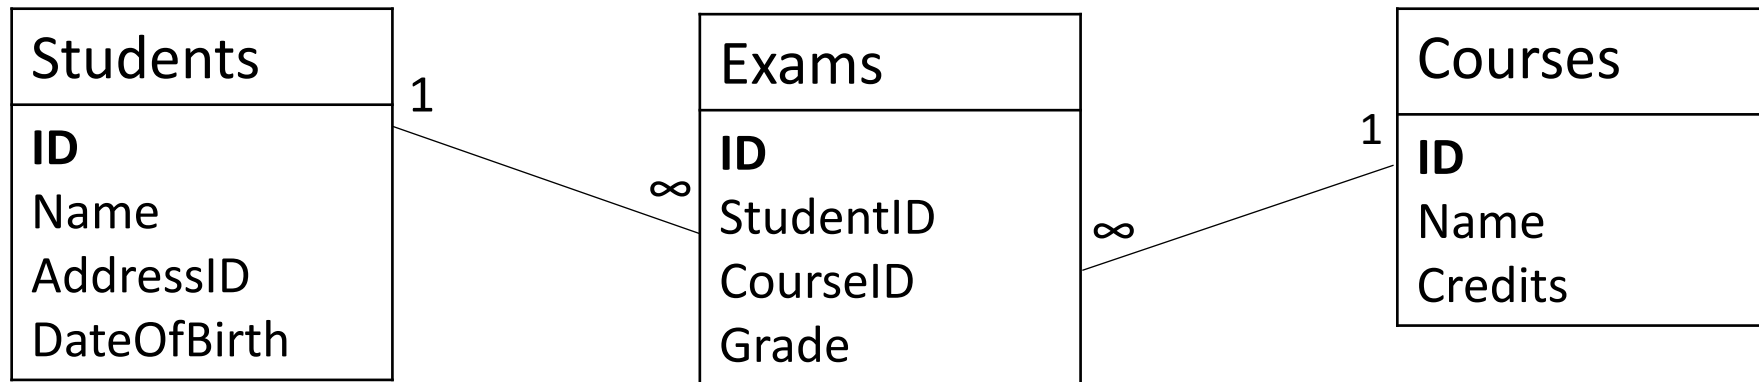 Students
ID
Name
AddressID
DateOfBirth
1
∞
Exams
ID
StudentID
CourseID
Grade
∞
1
Courses
ID
Name
Credits